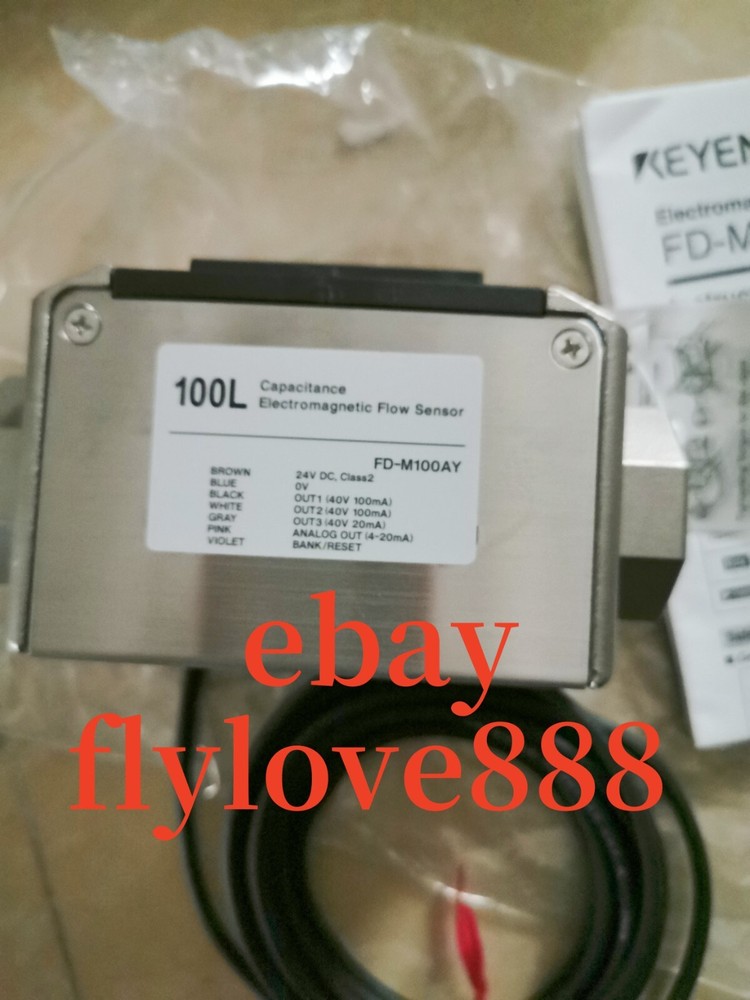 KEYEN
Electroma
FD-M
100L Capacitance
Electromagnetic Flow Sensor
FD-M100AY
BROWN 24V DC, Class2
BLUE 0V
BLACK OUT1 (40V 100mA)
WHITE OUT2 (40V 100mA)
GRAY OUT3 (40V 20mA)
PINK ANALOG OUT (4-20mA)
VIOLET BANK/RESET
ebay
flylove888